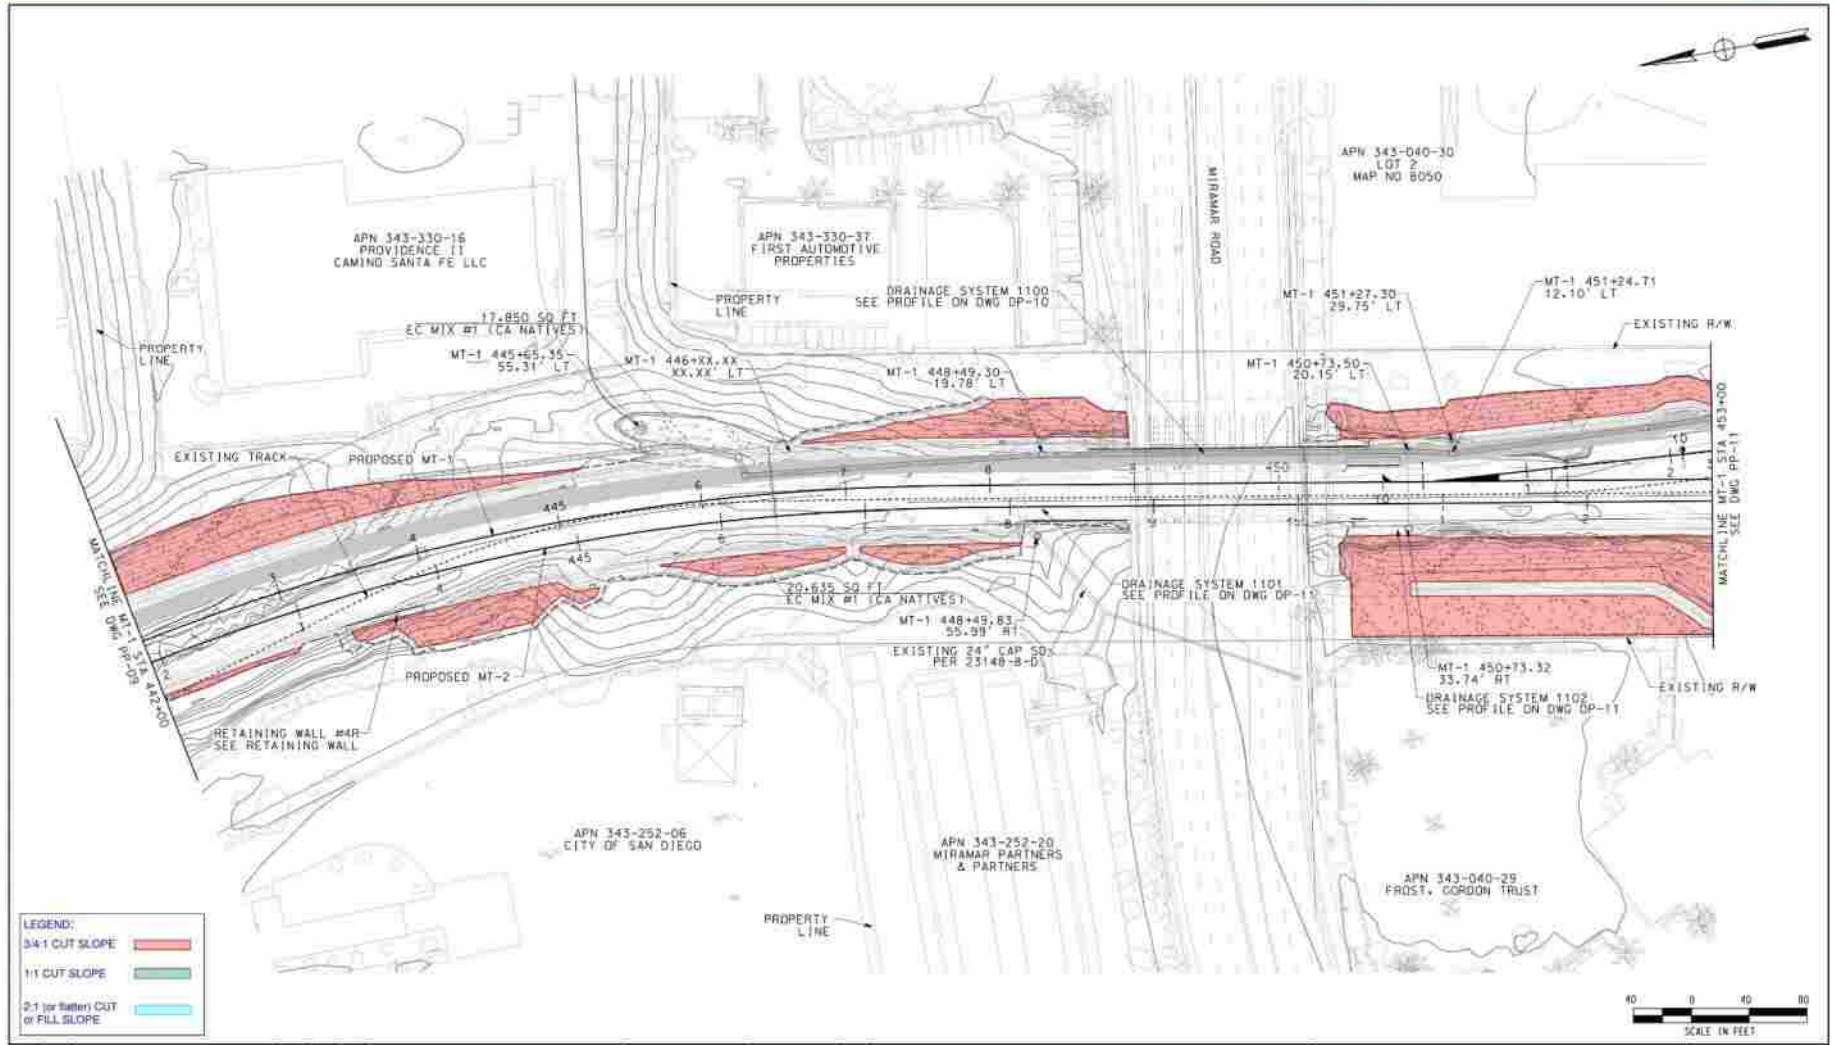 APN 343-040-30
LOT 2
MAP NO 8050
MIRAMAR ROAD
APN 343-330-16
PROVIDENCE II
CAMINO SANTA FE LLC
APN 343-330-37
FIRST AUTOMOTIVE
PROPERTIES
DRAINAGE SYSTEM 1100
SEE PROFILE ON DWG DP-10
MT-1 451+27.30
29.75' LT
MT-1 451+24.71
12.10' LT
PROPERTY
LINE
17,850 SQ FT
EC MIX #1 (CA NATIVES)
EXISTING R/W
PROPERTY
LINE
MT-1 445+65.35
55.31' LT
MT-1 446+XX.XX
XX.XX' LT
MT-1 448+49.30
19.78' LT
MT-1 450+73.50
20.15' LT
EXISTING TRACK
PROPOSED MT-1
MATCHLINE MT-1 STA 453+00
SEE DWG PP-11
445
6
7
8
450
4
445
6
MATCHLINE MT-1 STA 442+00
SEE DWG PP-09
20,635 SQ FT
EC MIX #1 (CA NATIVES)
DRAINAGE SYSTEM 1101
SEE PROFILE ON DWG DP-11
MT-1 448+49.83
55.99' RT
EXISTING 24" CAP SD
PER 23148-8-D
PROPOSED MT-2
MT-1 450+73.32
33.74' RT
EXISTING R/W
DRAINAGE SYSTEM 1102
SEE PROFILE ON DWG DP-11
RETAINING WALL #4R
SEE RETAINING WALL
APN 343-252-06
CITY OF SAN DIEGO
APN 343-252-20
MIRAMAR PARTNERS
& PARTNERS
APN 343-040-29
FROST, GORDON TRUST
PROPERTY
LINE
LEGEND:
3/4:1 CUT SLOPE
1:1 CUT SLOPE
2:1 (or flatter) CUT
or FILL SLOPE
40 0 40 80
SCALE IN FEET